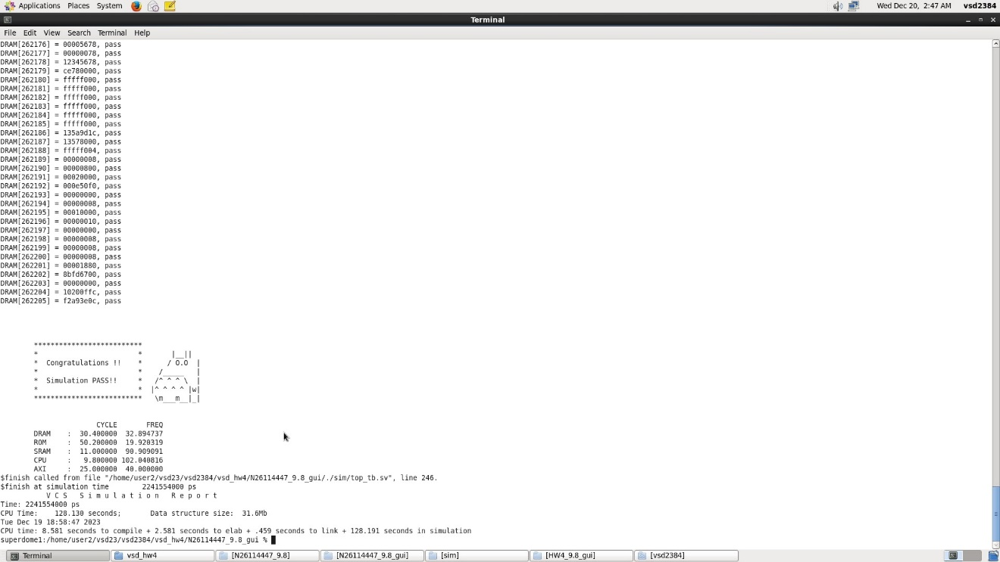 Applications Places System Wed Dec 20, 2:47 AM vsd2384
Terminal
File Edit View Search Terminal Help
DRAM[262176] = 00005678, pass
DRAM[262177] = 00000078, pass
DRAM[262178] = 12345678, pass
DRAM[262179] = ce780000, pass
DRAM[262180] = fffff000, pass
DRAM[262181] = fffff000, pass
DRAM[262182] = fffff000, pass
DRAM[262183] = fffff000, pass
DRAM[262184] = fffff000, pass
DRAM[262185] = fffff000, pass
DRAM[262186] = 135a9d1c, pass
DRAM[262187] = 13578000, pass
DRAM[262188] = fffff004, pass
DRAM[262189] = 00000008, pass
DRAM[262190] = 00000800, pass
DRAM[262191] = 00020000, pass
DRAM[262192] = 000e50f0, pass
DRAM[262193] = 00000000, pass
DRAM[262194] = 00000008, pass
DRAM[262195] = 00010000, pass
DRAM[262196] = 00000010, pass
DRAM[262197] = 00000000, pass
DRAM[262198] = 00000008, pass
DRAM[262199] = 00000008, pass
DRAM[262200] = 00000008, pass
DRAM[262201] = 00001880, pass
DRAM[262202] = 8bfd6700, pass
DRAM[262203] = 00000000, pass
DRAM[262204] = 10200ffc, pass
DRAM[262205] = f2a93e0c, pass
**************************
*                        *       |__||
*  Congratulations !!    *      / O.O  |
*                        *    /_____   |
*  Simulation PASS!!     *   /^ ^ ^ \  |
*                        *  |^ ^ ^ ^ |w|
**************************   \m___m__|_|
CYCLE FREQ
DRAM : 30.400000 32.894737
ROM : 50.200000 19.920319
SRAM : 11.000000 90.909091
CPU : 9.800000 102.040816
AXI : 25.000000 40.000000
$finish called from file "/home/user2/vsd23/vsd2384/vsd_hw4/N26114447_9.8_gui/./sim/top_tb.sv", line 246.
$finish at simulation time 2241554000 ps
V C S   S i m u l a t i o n   R e p o r t
Time: 2241554000 ps
CPU Time: 128.130 seconds; Data structure size: 31.6Mb
Tue Dec 19 18:58:47 2023
CPU time: 8.581 seconds to compile + 2.581 seconds to elab + .459 seconds to link + 128.191 seconds in simulation
superdome1:/home/user2/vsd23/vsd2384/vsd_hw4/N26114447_9.8_gui %
Terminal vsd_hw4 [N26114447_9.8] [N26114447_9.8_gui] [sim] [HW4_9.8_gui] [vsd2384]